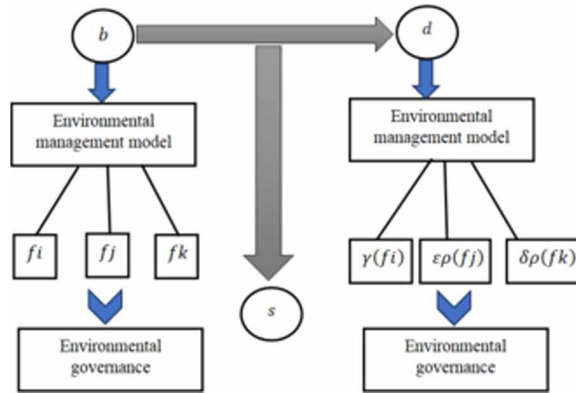 b
d
Environmental
management model
Environmental
management model
fi
fj
fk
γ(fi)
ερ(fj)
δρ(fk)
s
Environmental
governance
Environmental
governance